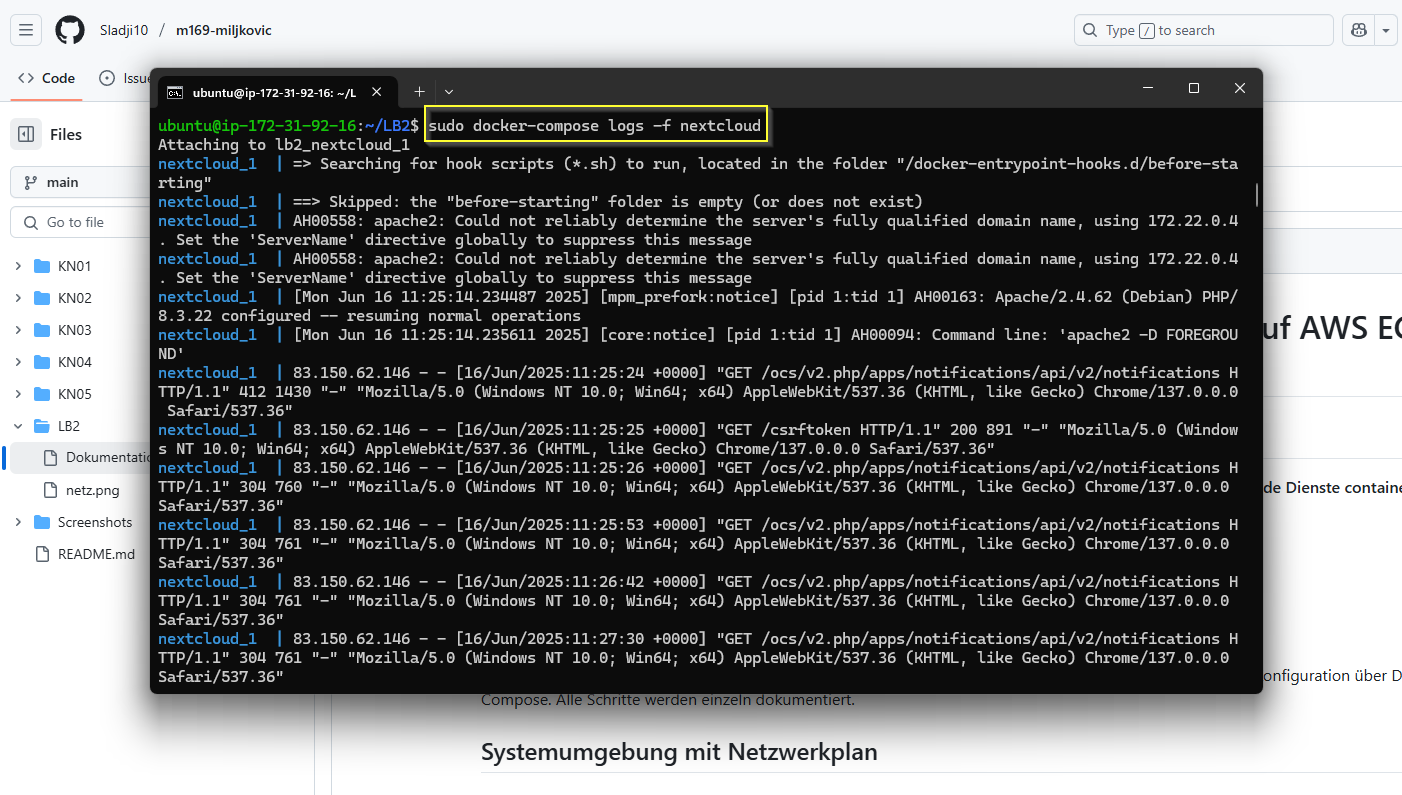 Sladji10 / m169-miljkovic
Type / to search
Code
Issue
ubuntu@ip-172-31-92-16: ~/L
Files
main
Go to file
KN01
KN02
KN03
KN04
KN05
LB2
Dokumentatio
netz.png
Screenshots
README.md
ubuntu@ip-172-31-92-16:~/LB2$ sudo docker-compose logs -f nextcloud
Attaching to lb2_nextcloud_1
nextcloud_1 | => Searching for hook scripts (*.sh) to run, located in the folder "/docker-entrypoint-hooks.d/before-sta
rting"
nextcloud_1 | ==> Skipped: the "before-starting" folder is empty (or does not exist)
nextcloud_1 | AH00558: apache2: Could not reliably determine the server's fully qualified domain name, using 172.22.0.4
. Set the 'ServerName' directive globally to suppress this message
nextcloud_1 | AH00558: apache2: Could not reliably determine the server's fully qualified domain name, using 172.22.0.4
. Set the 'ServerName' directive globally to suppress this message
nextcloud_1 | [Mon Jun 16 11:25:14.234487 2025] [mpm_prefork:notice] [pid 1:tid 1] AH00163: Apache/2.4.62 (Debian) PHP/
8.3.22 configured -- resuming normal operations
nextcloud_1 | [Mon Jun 16 11:25:14.235611 2025] [core:notice] [pid 1:tid 1] AH00094: Command line: 'apache2 -D FOREGROU
ND'
nextcloud_1 | 83.150.62.146 - - [16/Jun/2025:11:25:24 +0000] "GET /ocs/v2.php/apps/notifications/api/v2/notifications H
TTP/1.1" 412 1430 "-" "Mozilla/5.0 (Windows NT 10.0; Win64; x64) AppleWebKit/537.36 (KHTML, like Gecko) Chrome/137.0.0.0
Safari/537.36"
nextcloud_1 | 83.150.62.146 - - [16/Jun/2025:11:25:25 +0000] "GET /csrftoken HTTP/1.1" 200 891 "-" "Mozilla/5.0 (Window
s NT 10.0; Win64; x64) AppleWebKit/537.36 (KHTML, like Gecko) Chrome/137.0.0.0 Safari/537.36"
nextcloud_1 | 83.150.62.146 - - [16/Jun/2025:11:25:26 +0000] "GET /ocs/v2.php/apps/notifications/api/v2/notifications H
TTP/1.1" 304 760 "-" "Mozilla/5.0 (Windows NT 10.0; Win64; x64) AppleWebKit/537.36 (KHTML, like Gecko) Chrome/137.0.0.0
Safari/537.36"
nextcloud_1 | 83.150.62.146 - - [16/Jun/2025:11:25:53 +0000] "GET /ocs/v2.php/apps/notifications/api/v2/notifications H
TTP/1.1" 304 761 "-" "Mozilla/5.0 (Windows NT 10.0; Win64; x64) AppleWebKit/537.36 (KHTML, like Gecko) Chrome/137.0.0.0
Safari/537.36"
nextcloud_1 | 83.150.62.146 - - [16/Jun/2025:11:26:42 +0000] "GET /ocs/v2.php/apps/notifications/api/v2/notifications H
TTP/1.1" 304 761 "-" "Mozilla/5.0 (Windows NT 10.0; Win64; x64) AppleWebKit/537.36 (KHTML, like Gecko) Chrome/137.0.0.0
Safari/537.36"
nextcloud_1 | 83.150.62.146 - - [16/Jun/2025:11:27:30 +0000] "GET /ocs/v2.php/apps/notifications/api/v2/notifications H
TTP/1.1" 304 761 "-" "Mozilla/5.0 (Windows NT 10.0; Win64; x64) AppleWebKit/537.36 (KHTML, like Gecko) Chrome/137.0.0.0
Safari/537.36"
uf AWS EC
de Dienste containe
onfiguration über D
Compose. Alle Schritte werden einzeln dokumentiert.
Systemumgebung mit Netzwerkplan